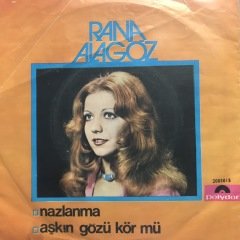 RANA
ALAGÖZ
Polydor
nazlanma
aşkın gözü kör mü